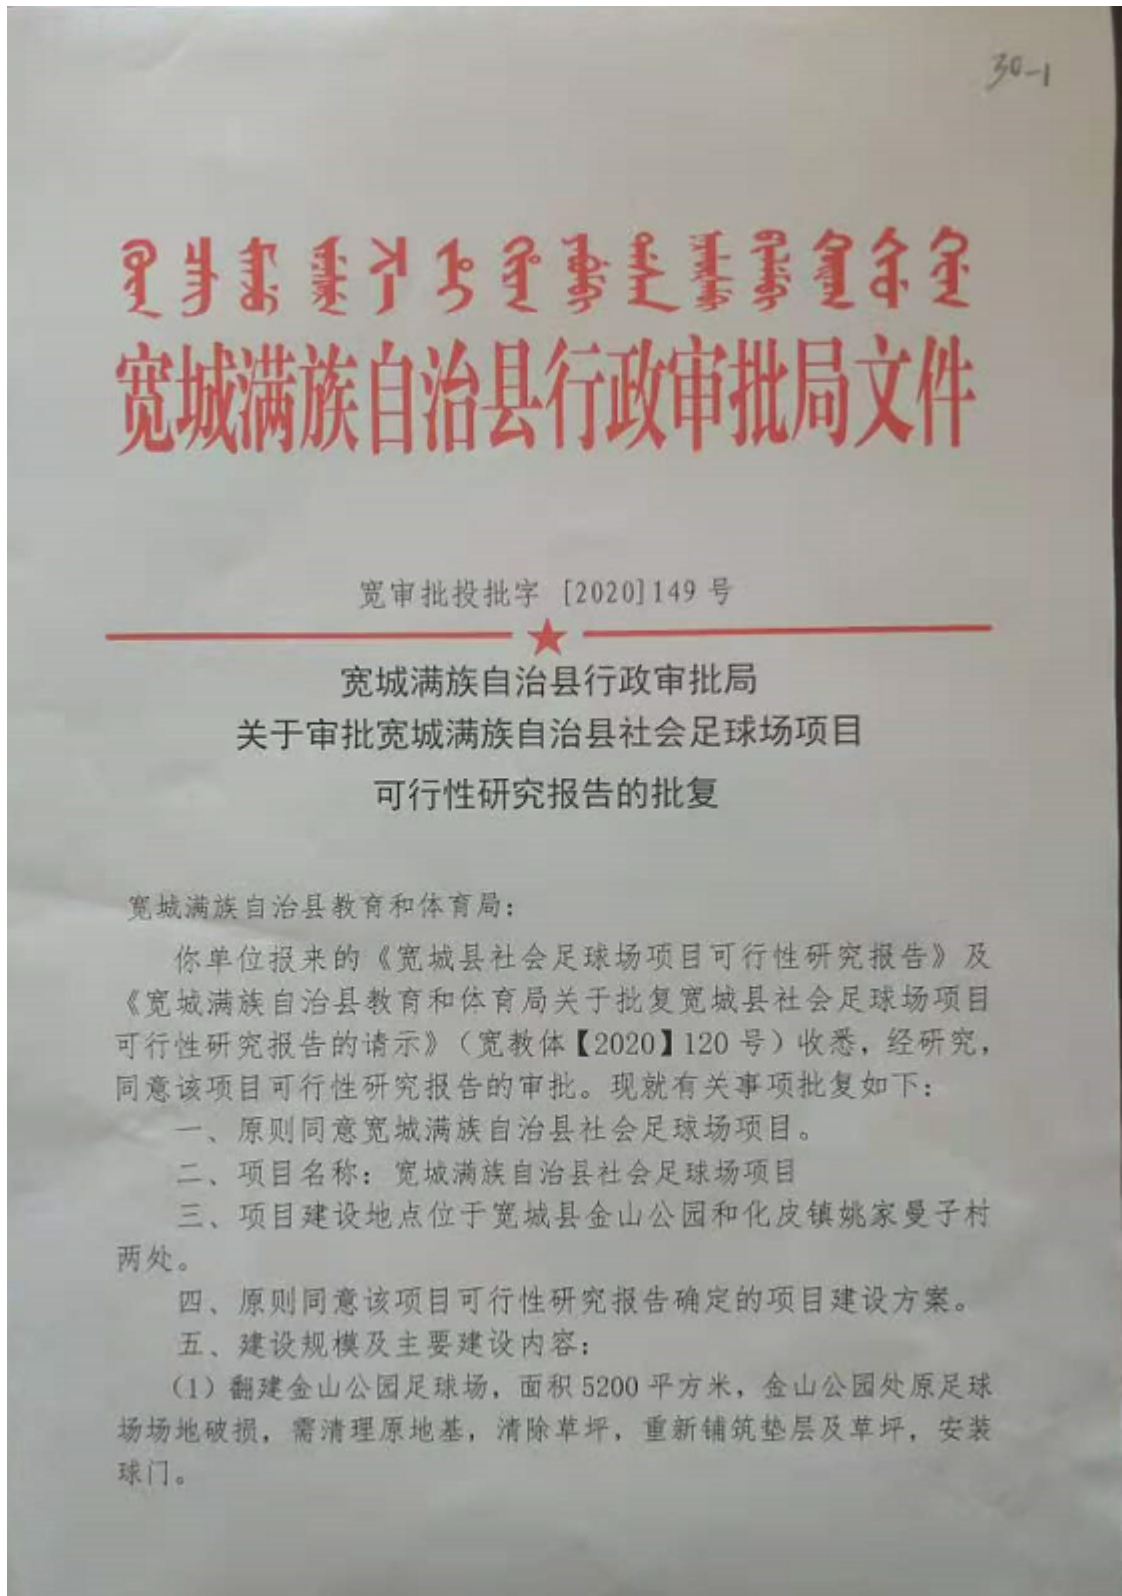 30-1
宽城满族自治县行政审批局文件
宽审批投批字 [2020]149 号
宽城满族自治县行政审批局
关于审批宽城满族自治县社会足球场项目
可行性研究报告的批复
宽城满族自治县教育和体育局：
你单位报来的《宽城县社会足球场项目可行性研究报告》及
《宽城满族自治县教育和体育局关于批复宽城县社会足球场项目
可行性研究报告的请示》（宽教体【2020】120 号）收悉，经研究，
同意该项目可行性研究报告的审批。现就有关事项批复如下：
一、原则同意宽城满族自治县社会足球场项目。
二、项目名称：宽城满族自治县社会足球场项目
三、项目建设地点位于宽城县金山公园和化皮镇姚家曼子村
两处。
四、原则同意该项目可行性研究报告确定的项目建设方案。
五、建设规模及主要建设内容：
（1）翻建金山公园足球场，面积 5200 平方米，金山公园处原足球
场场地破损，需清理原地基，清除草坪，重新铺筑垫层及草坪，安装
球门。